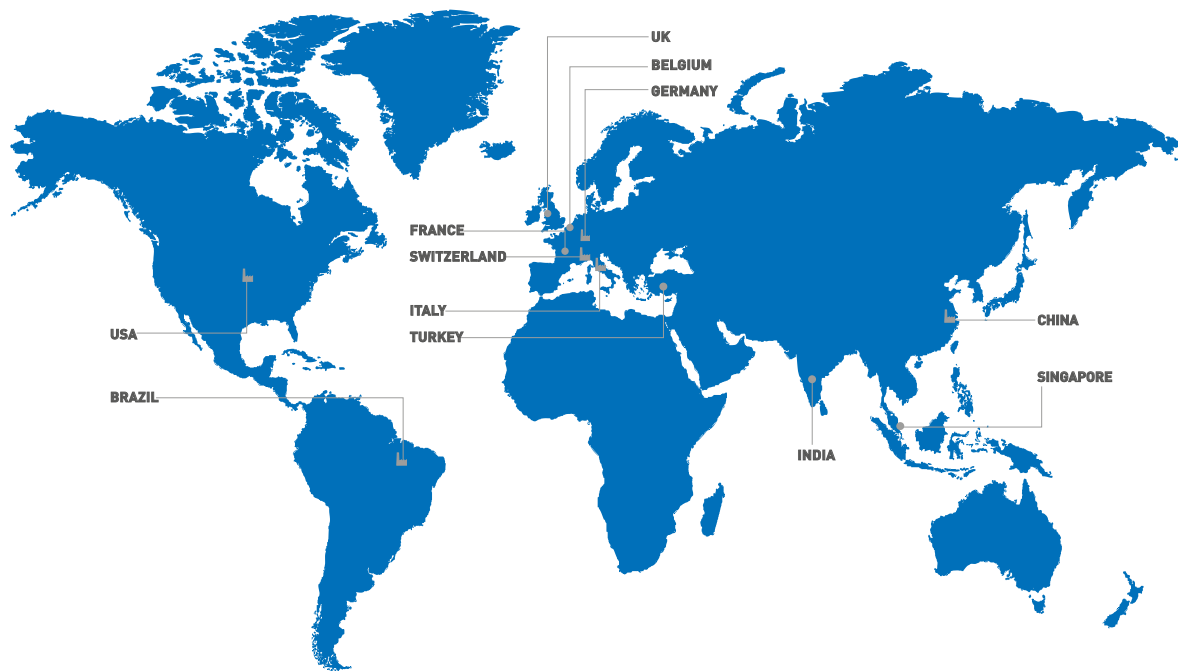 UK
BELGIUM
GERMANY
FRANCE
SWITZERLAND
ITALY
TURKEY
USA
BRAZIL
CHINA
SINGAPORE
INDIA